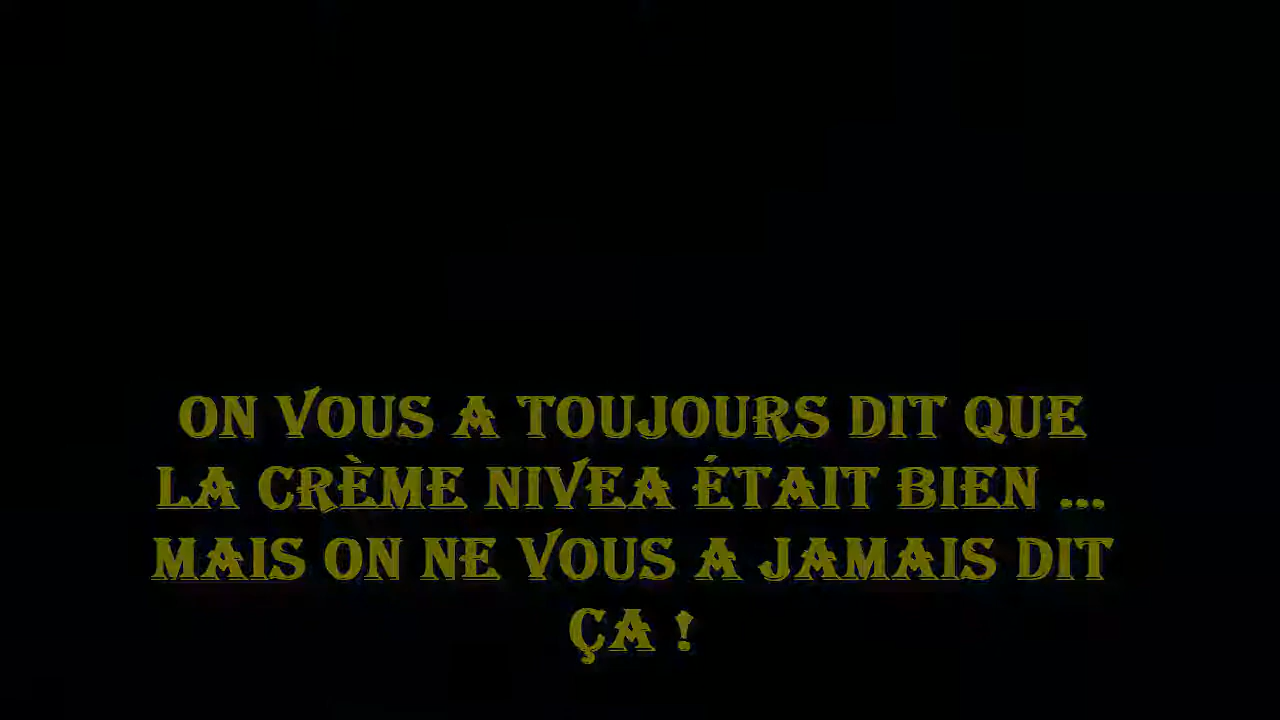 ON VOUS A TOUJOURS DIT QUE
LA CRÈME NIVEA ÉTAIT BIEN ...
MAIS ON NE VOUS A JAMAIS DIT
ÇA !